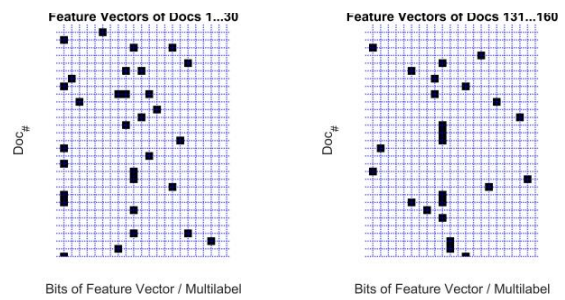 Feature Vectors of Docs 1...30
Doc#
Bits of Feature Vector / Multilabel
Feature Vectors of Docs 131...160
Doc#
Bits of Feature Vector / Multilabel